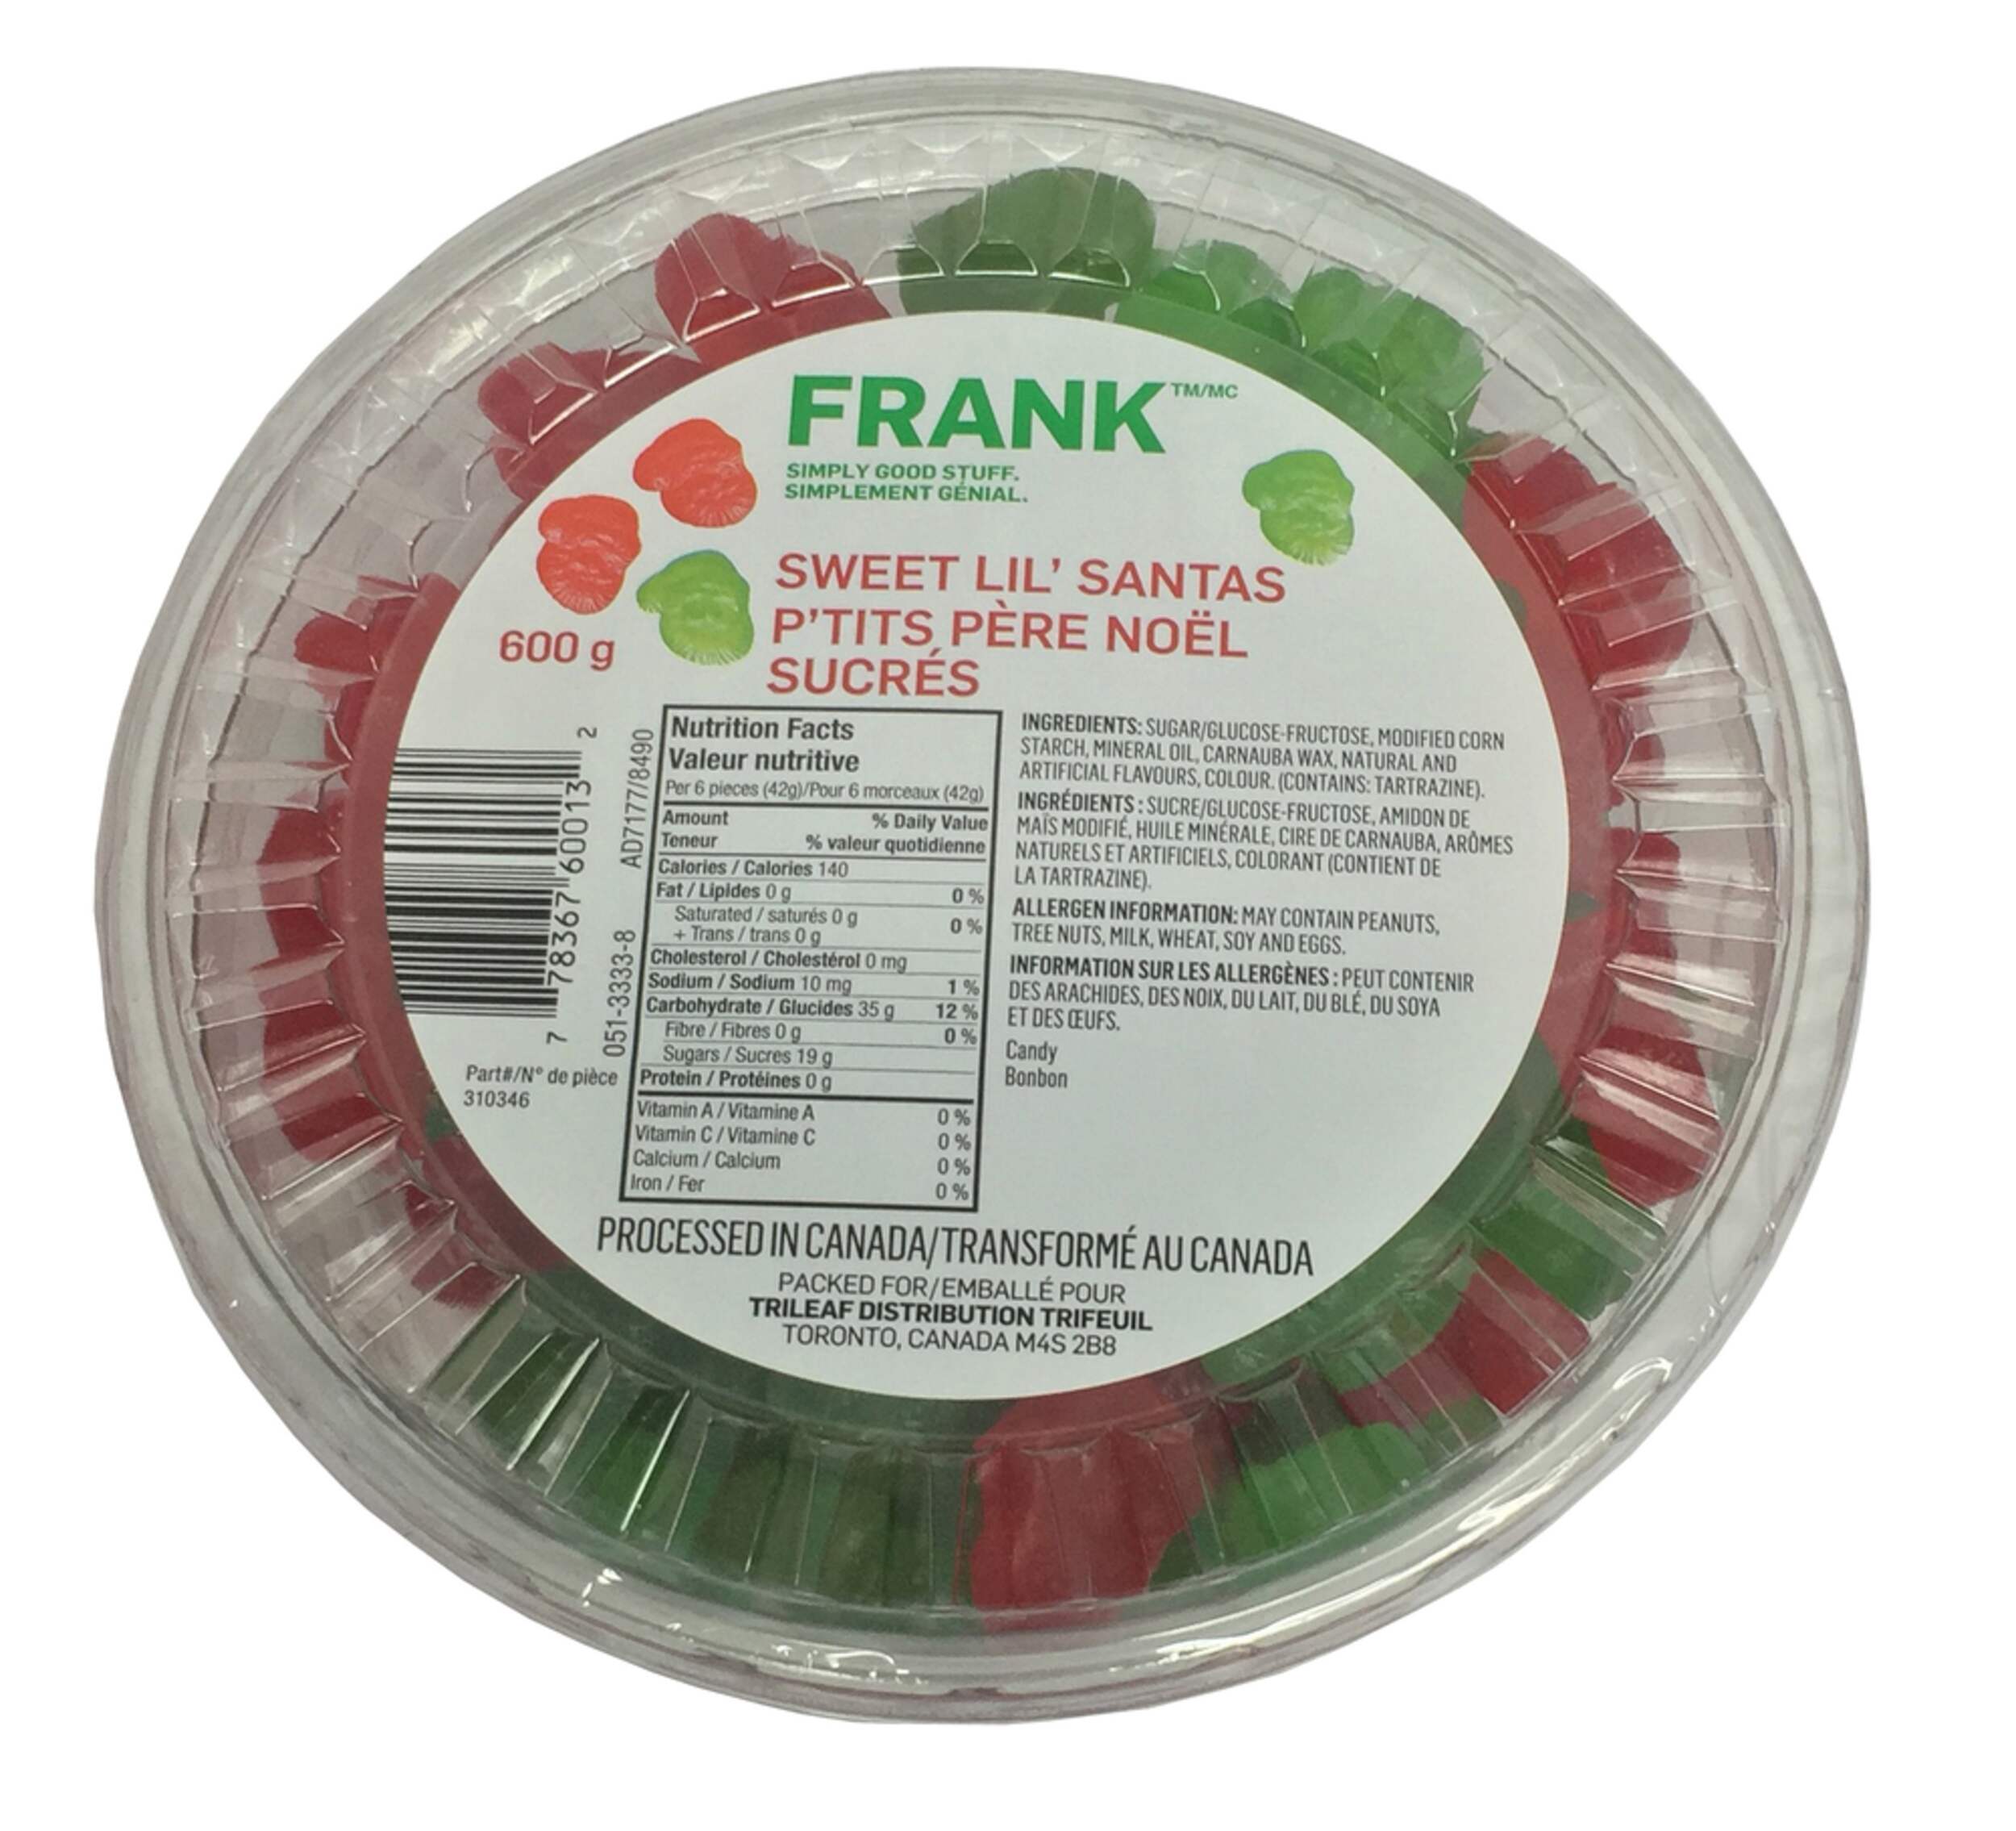 FRANK TM/MC
SIMPLY GOOD STUFF.
SIMPLEMENT GÉNIAL.
SWEET LIL' SANTAS
P'TITS PÈRE NOËL
SUCRÉS
600 g
7 78367 60013 2
051-3333-8 AD7177/8490
Part#/N° de pièce
310346
Nutrition Facts
Valeur nutritive
Per 6 pieces (42g)/Pour 6 morceaux (42g)
Amount % Daily Value
Teneur % valeur quotidienne
Calories / Calories 140
Fat / Lipides 0 g 0 %
Saturated / saturés 0 g 0 %
+ Trans / trans 0 g
Cholesterol / Cholestérol 0 mg
Sodium / Sodium 10 mg 1 %
Carbohydrate / Glucides 35 g 12 %
Fibre / Fibres 0 g 0 %
Sugars / Sucres 19 g
Protein / Protéines 0 g
Vitamin A / Vitamine A 0 %
Vitamin C / Vitamine C 0 %
Calcium / Calcium 0 %
Iron / Fer 0 %
INGREDIENTS: SUGAR/GLUCOSE-FRUCTOSE, MODIFIED CORN
STARCH, MINERAL OIL, CARNAUBA WAX, NATURAL AND
ARTIFICIAL FLAVOURS, COLOUR. (CONTAINS: TARTRAZINE).
INGRÉDIENTS : SUCRE/GLUCOSE-FRUCTOSE, AMIDON DE
MAÏS MODIFIÉ, HUILE MINÉRALE, CIRE DE CARNAUBA, ARÔMES
NATURELS ET ARTIFICIELS, COLORANT (CONTIENT DE
LA TARTRAZINE).
ALLERGEN INFORMATION: MAY CONTAIN PEANUTS,
TREE NUTS, MILK, WHEAT, SOY AND EGGS.
INFORMATION SUR LES ALLERGÈNES : PEUT CONTENIR
DES ARACHIDES, DES NOIX, DU LAIT, DU BLÉ, DU SOYA
ET DES ŒUFS.
Candy
Bonbon
PROCESSED IN CANADA/TRANSFORMÉ AU CANADA
PACKED FOR/EMBALLÉ POUR
TRILEAF DISTRIBUTION TRIFEUIL
TORONTO, CANADA M4S 2B8